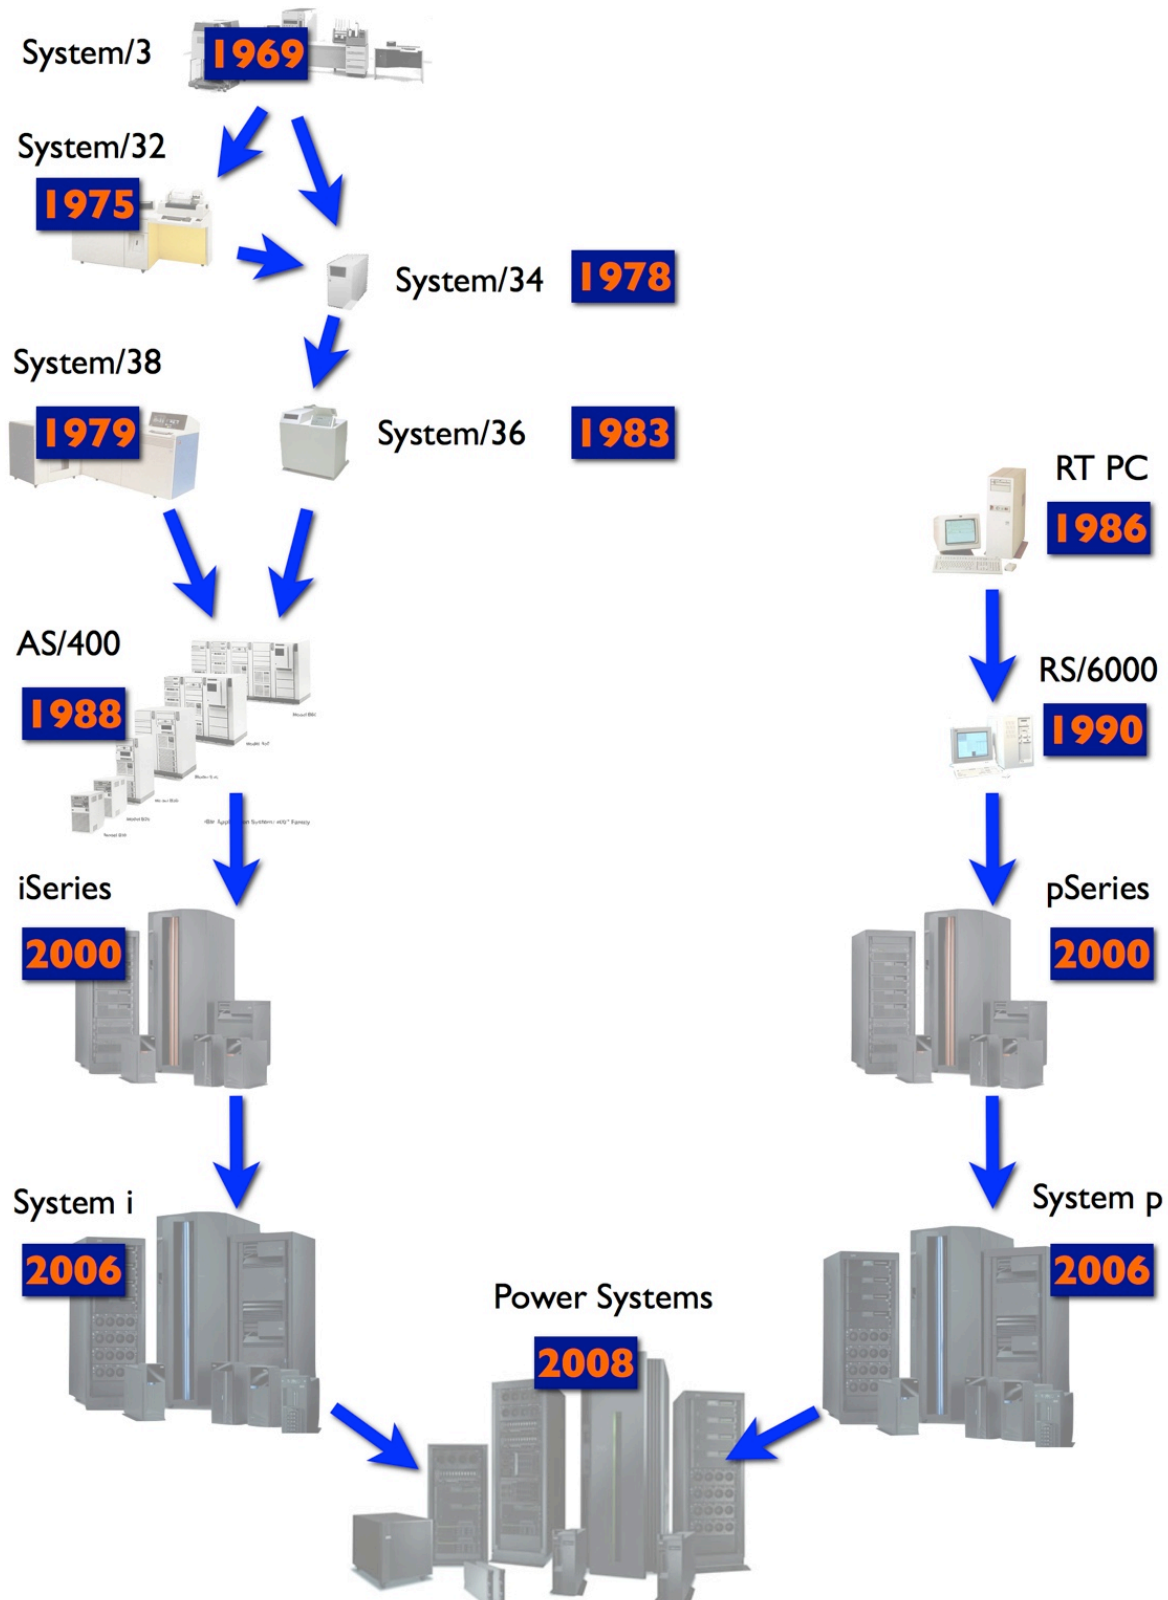 System/3
1969
System/32
1975
System/34
1978
System/38
1979
System/36
1983
RT PC
1986
AS/400
1988
RS/6000
1990
iSeries
2000
pSeries
2000
System i
2006
System p
2006
Power Systems
2008